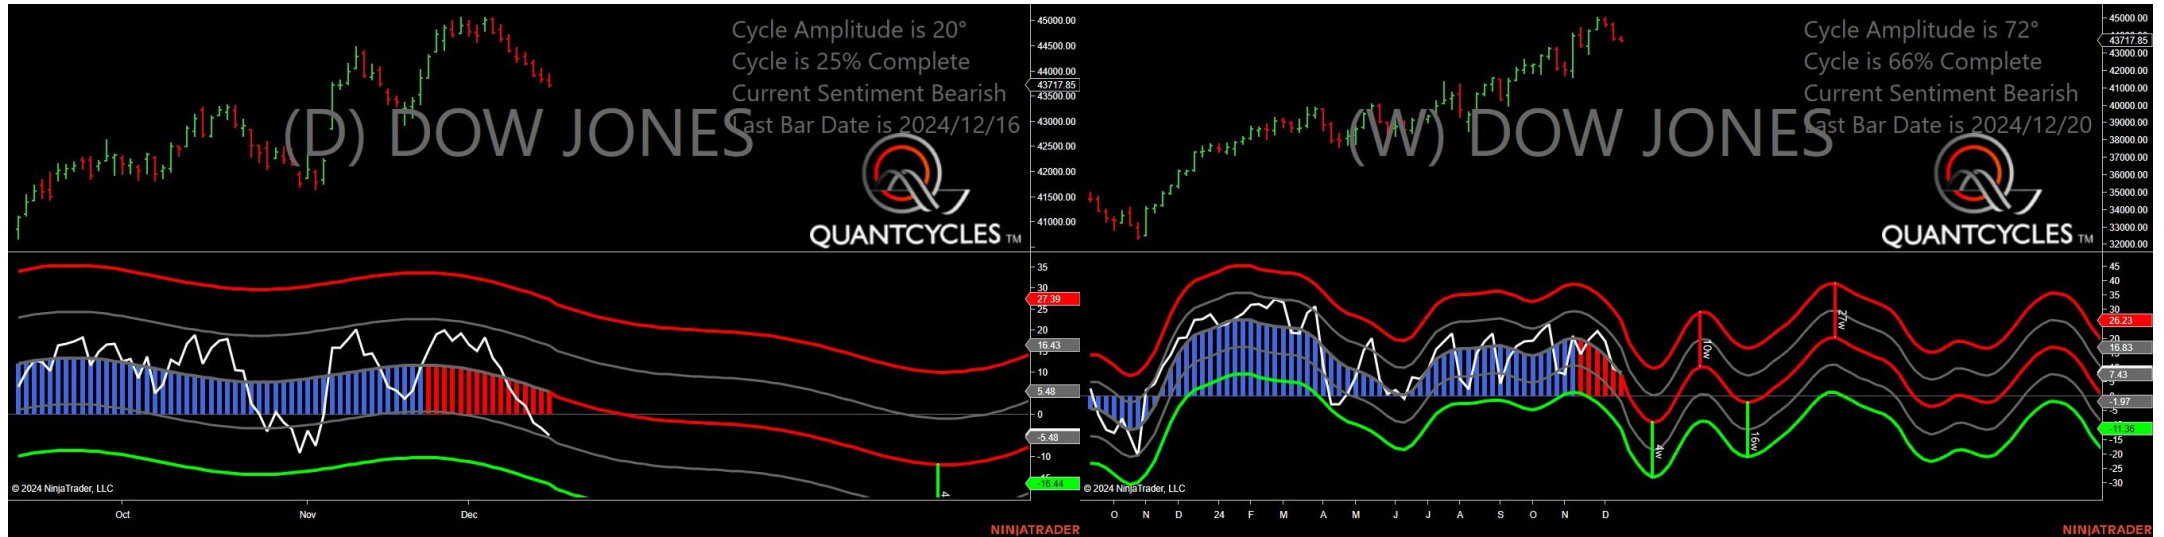 Cycle Amplitude is 20°
Cycle is 25% Complete
Current Sentiment Bearish
Last Bar Date is 2024/12/16
(D) DOW JONES
QUANTCYCLES TM
45000.00
44500.00
44000.00
43717.85
43500.00
43000.00
42500.00
42000.00
41500.00
41000.00
35
30
27.39
25
20
16.43
15
10
5.48
0
-5.48
-10
-16.44
4
© 2024 NinjaTrader, LLC
Oct Nov Dec
NINJATRADER
Cycle Amplitude is 72°
Cycle is 66% Complete
Current Sentiment Bearish
Last Bar Date is 2024/12/20
(W) DOW JONES
QUANTCYCLES TM
45000.00
43717.85
43000.00
42000.00
41000.00
40000.00
39000.00
38000.00
37000.00
36000.00
35000.00
34000.00
33000.00
32000.00
45
40
35
30
26.23
20
16.83
10
7.43
5
0
-1.97
-5
-11.36
-15
-20
-25
-30
4w
10w
16w
27w
© 2024 NinjaTrader, LLC
O N D 24 F M A M J J A S O N D
NINJATRADER